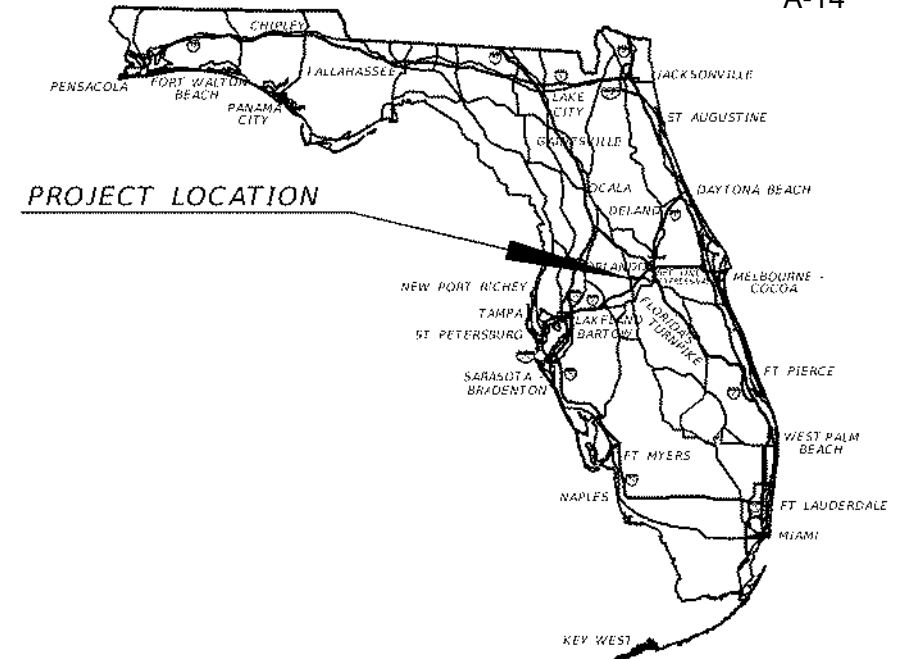 A-14
CHIPLEY
PENSACOLA
FORT WALTON
BEACH
PANAMA
CITY
TALLAHASSEE
JACKSONVILLE
LAKE
CITY
ST AUGUSTINE
GAINESVILLE
PROJECT LOCATION
OCALA
DELAND
DAYTONA BEACH
ORLANDO
NEW PORT RICHEY
MELBOURNE -
COCOA
TAMPA
ST PETERSBURG
LAKELAND
BARTOW
FLORIDA'S
TURNPIKE
SARASOTA -
BRADENTON
FT PIERCE
WEST PALM
BEACH
FT MYERS
NAPLES
FT LAUDERDALE
MIAMI
KEY WEST